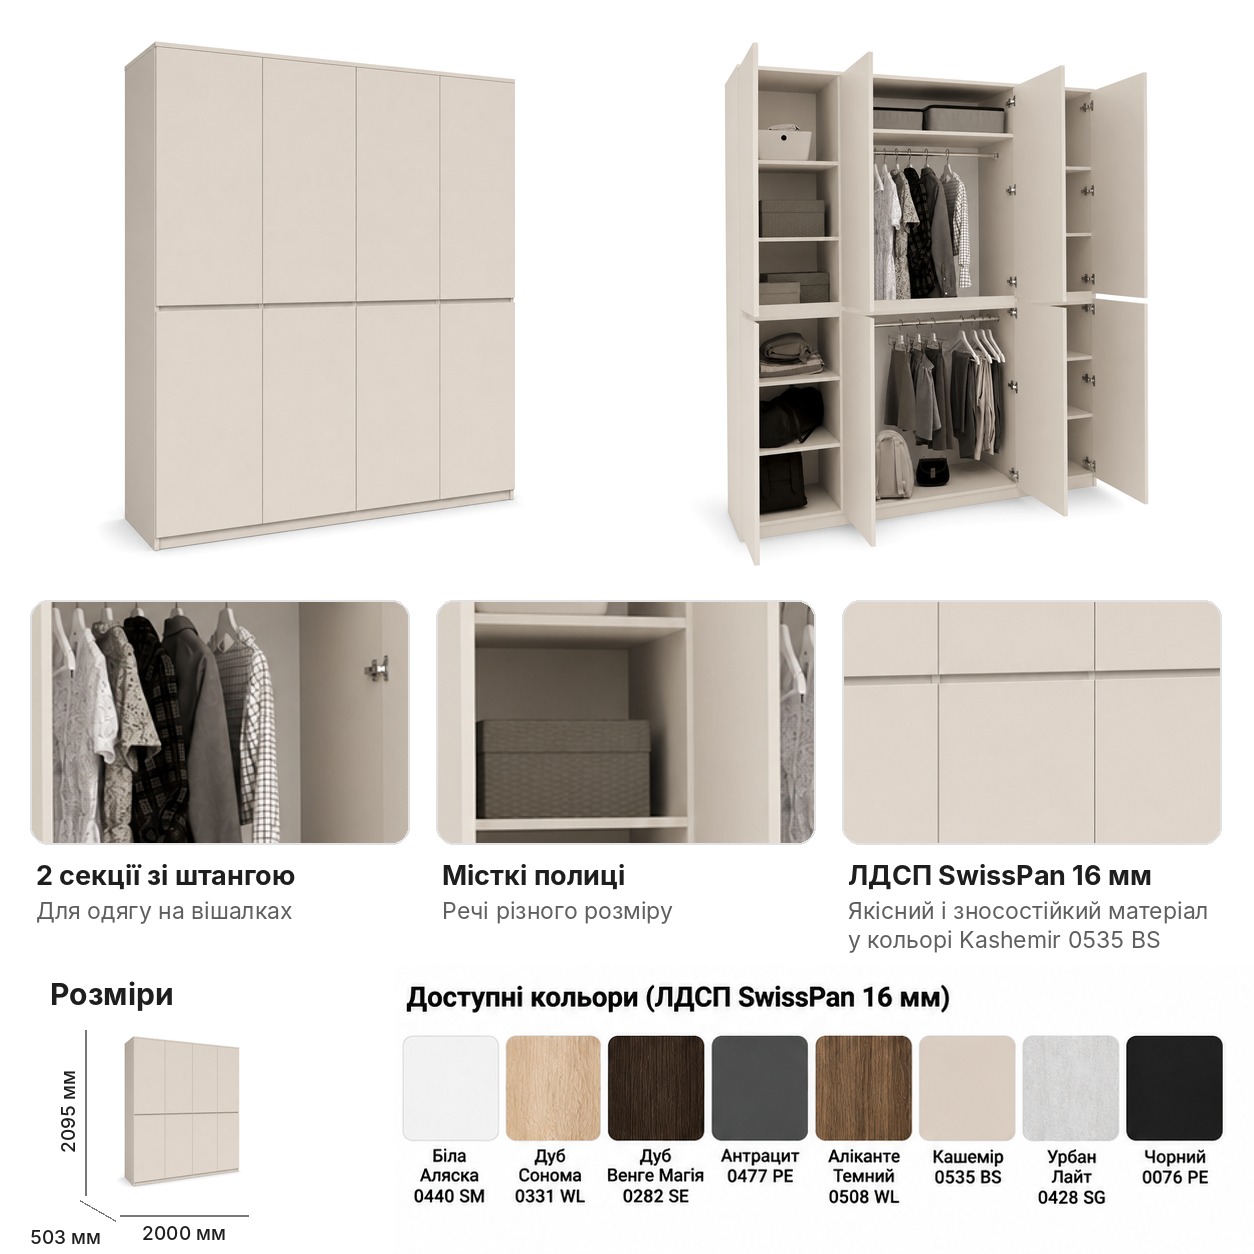 2 секції зі штангою
Для одягу на вішалках
Місткі полиці
Речі різного розміру
ЛДСП SwissPan 16 мм
Якісний і зносостійкий матеріал
у кольорі Kashemir 0535 BS
Розміри
2095 мм
503 мм
2000 мм
Доступні кольори (ЛДСП SwissPan 16 мм)
Біла
Аляска
0440 SM
Дуб
Сонома
0331 WL
Дуб
Венге Магія
0282 SE
Антрацит
0477 PE
Аліканте
Темний
0508 WL
Кашемір
0535 BS
Урбан
Лайт
0428 SG
Чорний
0076 PE